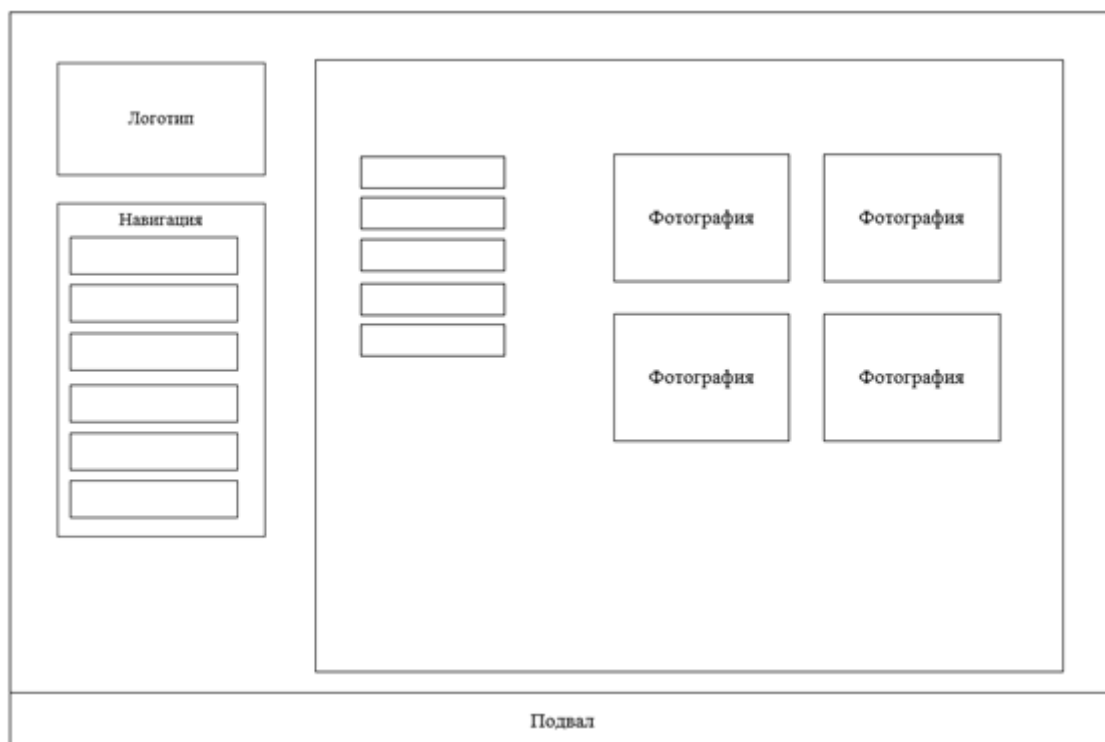 Логотип
Навигация
Фотография
Фотография
Фотография
Фотография
Подвал